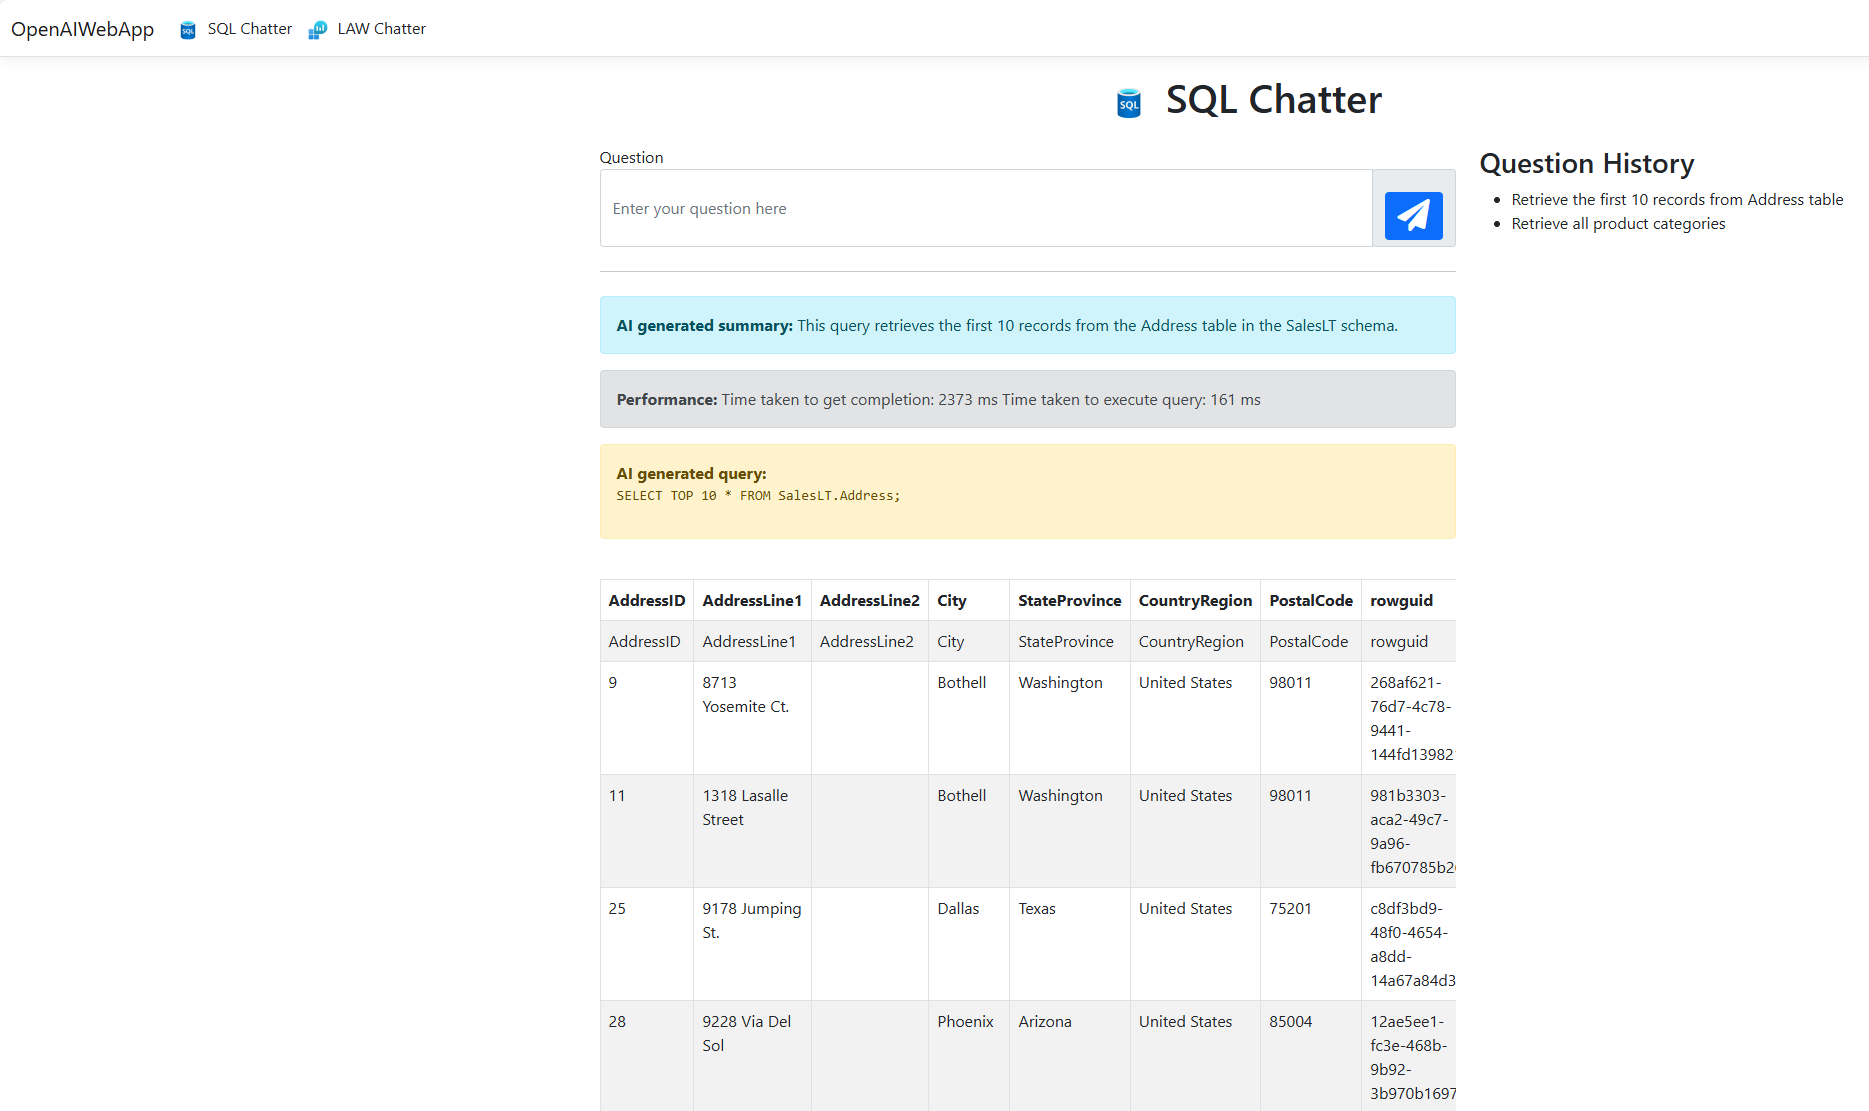 OpenAIWebApp SQL Chatter LAW Chatter
SQL Chatter
Question
Enter your question here
Question History
Retrieve the first 10 records from Address table
Retrieve all product categories
AI generated summary: This query retrieves the first 10 records from the Address table in the SalesLT schema.
Performance: Time taken to get completion: 2373 ms Time taken to execute query: 161 ms
AI generated query:
SELECT TOP 10 * FROM SalesLT.Address;
AddressID AddressLine1 AddressLine2 City StateProvince CountryRegion PostalCode rowguid
AddressID AddressLine1 AddressLine2 City StateProvince CountryRegion PostalCode rowguid
9 8713 Bothell Washington United States 98011 268af621-
Yosemite Ct. 76d7-4c78-
9441-
144fd13982
11 1318 Lasalle Bothell Washington United States 98011 981b3303-
Street aca2-49c7-
9a96-
fb670785b2
25 9178 Jumping Dallas Texas United States 75201 c8df3bd9-
St. 48f0-4654-
a8dd-
14a67a84d3
28 9228 Via Del Phoenix Arizona United States 85004 12ae5ee1-
Sol fc3e-468b-
9b92-
3b970b1697